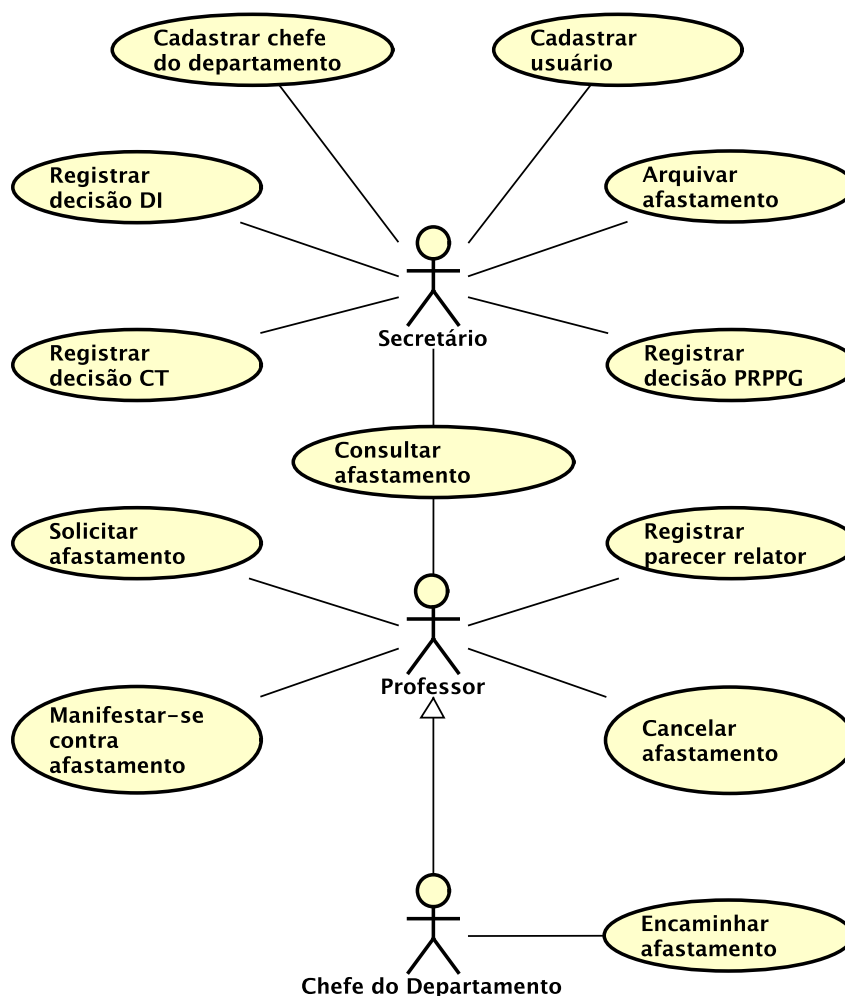 Cadastrar chefe
do departamento
Cadastrar
usuário
Registrar
decisão DI
Arquivar
afastamento
Secretário
Registrar
decisão CT
Registrar
decisão PRPPG
Consultar
afastamento
Solicitar
afastamento
Registrar
parecer relator
Professor
Manifestar-se
contra
afastamento
Cancelar
afastamento
Encaminhar
afastamento
Chefe do Departamento